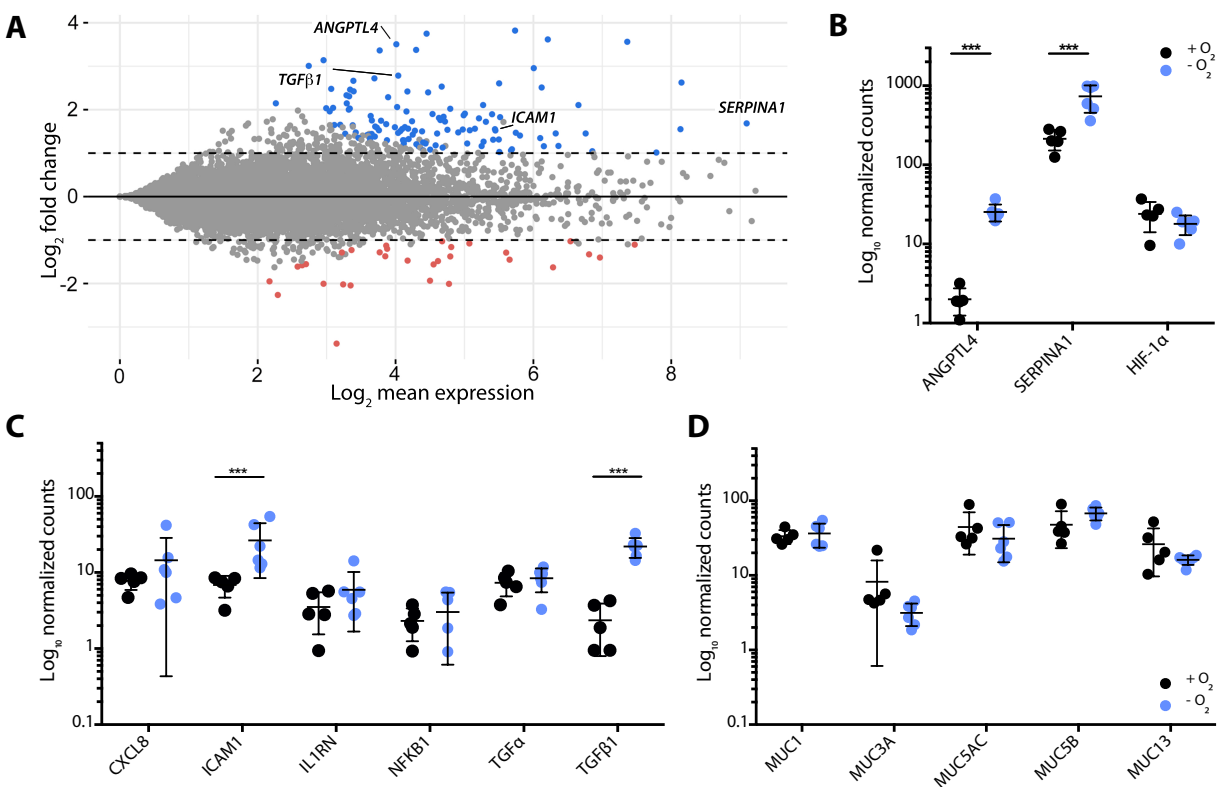 A
4
2
1
0
-1
-2
Log2 fold change
ANGPTL4
TGFβ1
ICAM1
SERPINA1
0
2
4
6
8
Log2 mean expression
B
***
***
+ O2
- O2
1000
100
10
1
Log10 normalized counts
ANGPTL4
SERPINA1
HIF-1α
C
***
***
100
10
1
0.1
Log10 normalized counts
CXCL8
ICAM1
IL1RN
NFKB1
TGFα
TGFβ1
D
100
10
1
0.1
Log10 normalized counts
+ O2
- O2
MUC1
MUC3A
MUC5AC
MUC5B
MUC13